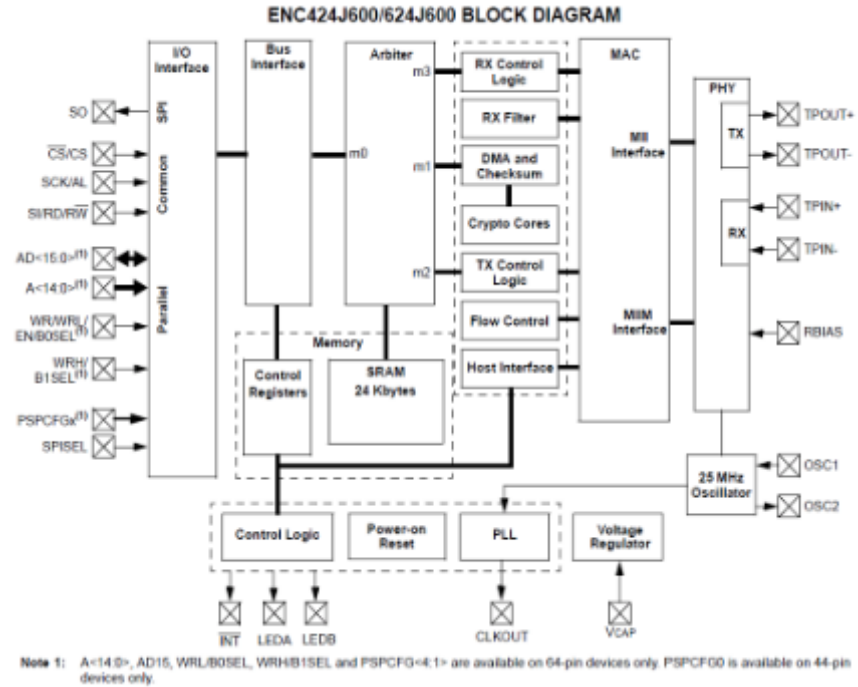 ENC424J600/624J600 BLOCK DIAGRAM
I/O
Interface
Bus
Interface
Arbiter
m3
m0
m1
m2
RX Control
Logic
RX Filter
DMA and
Checksum
Crypto Cores
TX Control
Logic
Flow Control
Host Interface
MAC
MII
Interface
MIIM
Interface
PHY
TX
RX
TPOUT+
TPOUT-
TPIN+
TPIN-
RBIAS
SO
CS/CS
SCK/AL
SI/RD/RW
AD<15:0>(1)
A<14:0>(1)
WR/WRL/
EN/B0SEL(1)
WRH/
B1SEL(1)
PSPCFGx(1)
SPISEL
SPI
Common
Parallel
Memory
Control
Registers
SRAM
24 Kbytes
25 MHz
Oscillator
OSC1
OSC2
Control Logic
Power-on
Reset
PLL
Voltage
Regulator
INT
LEDA
LEDB
CLKOUT
VCAP
Note 1: A<14:0>, AD15, WRL/B0SEL, WRH/B1SEL and PSPCFG<4:1> are available on 64-pin devices only. PSPCFG0 is available on 44-pin
devices only.